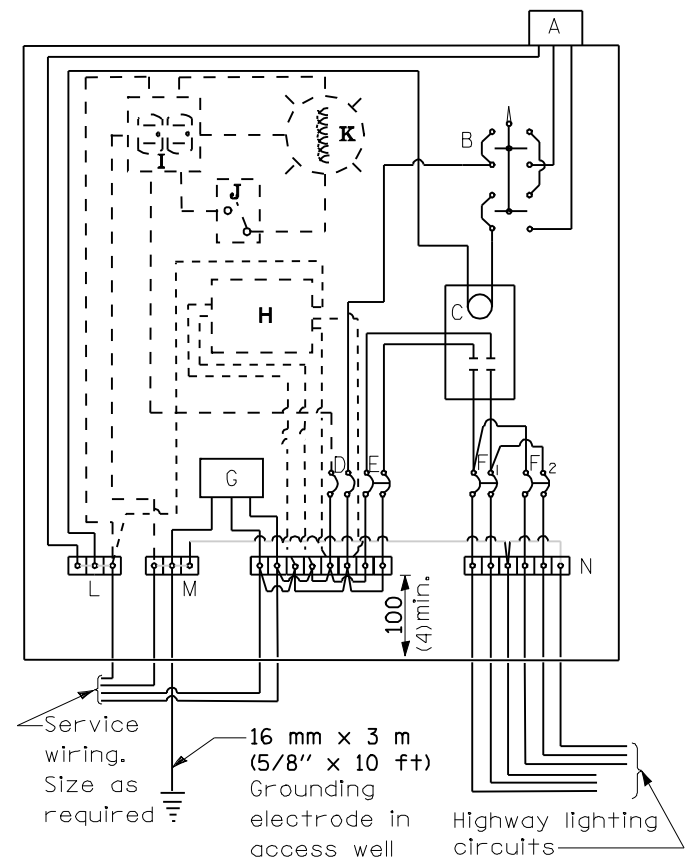 A
B
I
K
J
C
H
D
E
F1
F2
G
L
M
N
100
(4)min.
Service
wiring.
Size as
required
16 mm x 3 m
(5/8" x 10 ft)
Grounding
electrode in
access well
Highway lighting
circuits